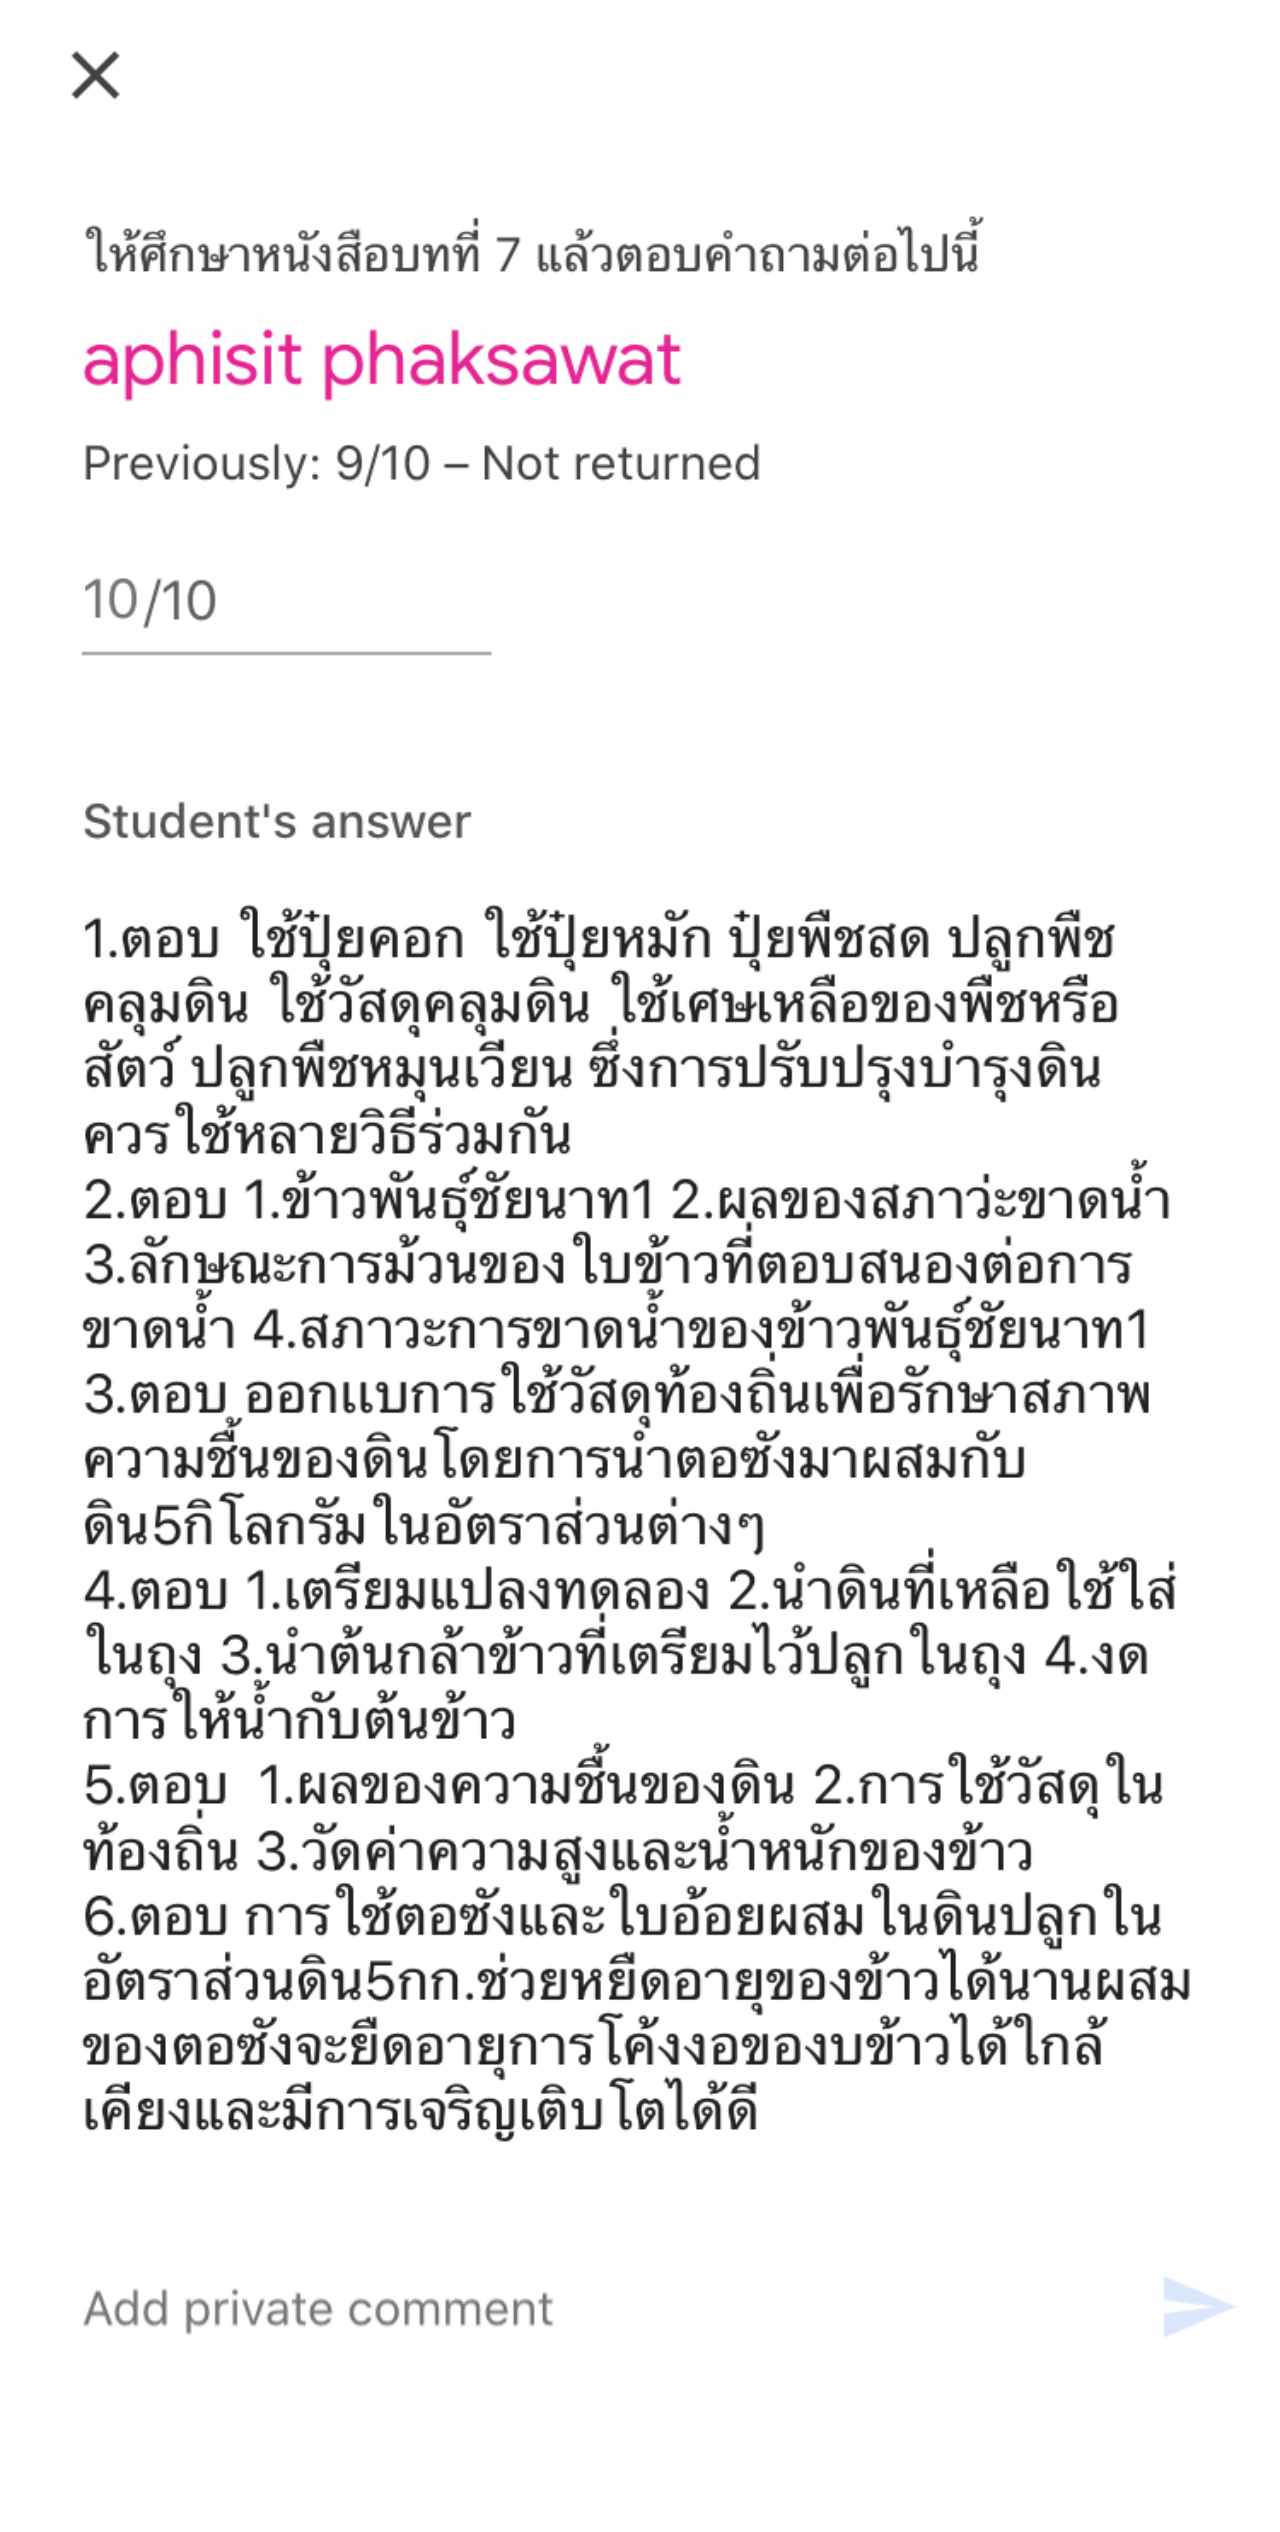 ให้ศึกษาหนังสือบทที่ 7 แล้วตอบคำถามต่อไปนี้
aphisit phaksawat
Previously: 9/10 – Not returned
10/10
Student's answer
1.ตอบ ใช้ปุ๋ยคอก ใช้ปุ๋ยหมัก ปุ๋ยพืชสด ปลูกพืช
คลุมดิน ใช้วัสดุคลุมดิน ใช้เศษเหลือของพืชหรือ
สัตว์ ปลูกพืชหมุนเวียน ซึ่งการปรับปรุงบำรุงดิน
ควรใช้หลายวิธีร่วมกัน
2.ตอบ 1.ข้าวพันธุ์ชัยนาท1 2.ผลของสภาว่ะขาดน้ำ
3.ลักษณะการม้วนของใบข้าวที่ตอบสนองต่อการ
ขาดน้ำ 4.สภาวะการขาดน้ำของข้าวพันธุ์ชัยนาท1
3.ตอบ ออกแบบการใช้วัสดุท้องถิ่นเพื่อรักษาสภาพ
ความชื้นของดินโดยการนำตอซังมาผสมกับ
ดิน5กิโลกรัมในอัตราส่วนต่างๆ
4.ตอบ 1.เตรียมแปลงทดลอง 2.นำดินที่เหลือใช้ใส่
ในถุง 3.นำต้นกล้าข้าวที่เตรียมไว้ปลูกในถุง 4.งด
การให้น้ำกับต้นข้าว
5.ตอบ 1.ผลของความชื้นของดิน 2.การใช้วัสดุใน
ท้องถิ่น 3.วัดค่าความสูงและน้ำหนักของข้าว
6.ตอบ การใช้ตอซังและใบอ้อยผสมในดินปลูกใน
อัตราส่วนดิน5กก.ช่วยหยืดอายุของข้าวได้นานผสม
ของตอซังจะยืดอายุการโค้งงอของบข้าวได้ใกล้
เคียงและมีการเจริญเติบโตได้ดี
Add private comment